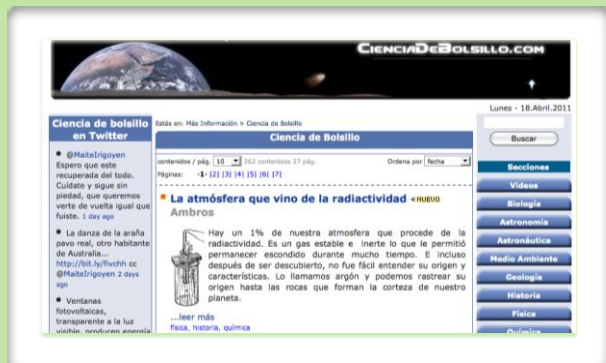 CIENCIADEBOLSILLO.COM
Lunes - 18.Abril.2011
Ciencia de bolsillo
en Twitter
• @MaiteIrigoyen
Espero que este
recuperada del todo.
Cuídate y sigue sin
piedad, que queremos
verte de vuelta igual que
fuiste. 1 day ago
• La danza de la araña
pavo real, otro habitante
de Australia...
http://bit.ly/fivchh cc
@MaiteIrigoyen 2 days
ago
• Ventanas
fotovoltaicas,
transparente a la luz
visible, producen energía
Estás en: Más Información > Ciencia de Bolsillo
Ciencia de Bolsillo
contenidos / pág. 10 262 contenidos 27 pág. Ordena por fecha
Páginas: -1- [2] [3] [4] [5] [6] [7]
La atmósfera que vino de la radiactividad NUEVO
Ambros
Hay un 1% de nuestra atmosfera que procede de la
radiactividad. Es un gas estable e inerte lo que le permitió
permanecer escondido durante mucho tiempo. E incluso
después de ser descubierto, no fue fácil entender su origen y
características. Lo llamamos argón y podemos rastrear su
origen hasta las rocas que forman la corteza de nuestro
planeta.
...leer más
física, historia, química
Buscar
Secciones
Vídeos
Biología
Astronomía
Astronáutica
Medio Ambiente
Geología
Historia
Física
Química